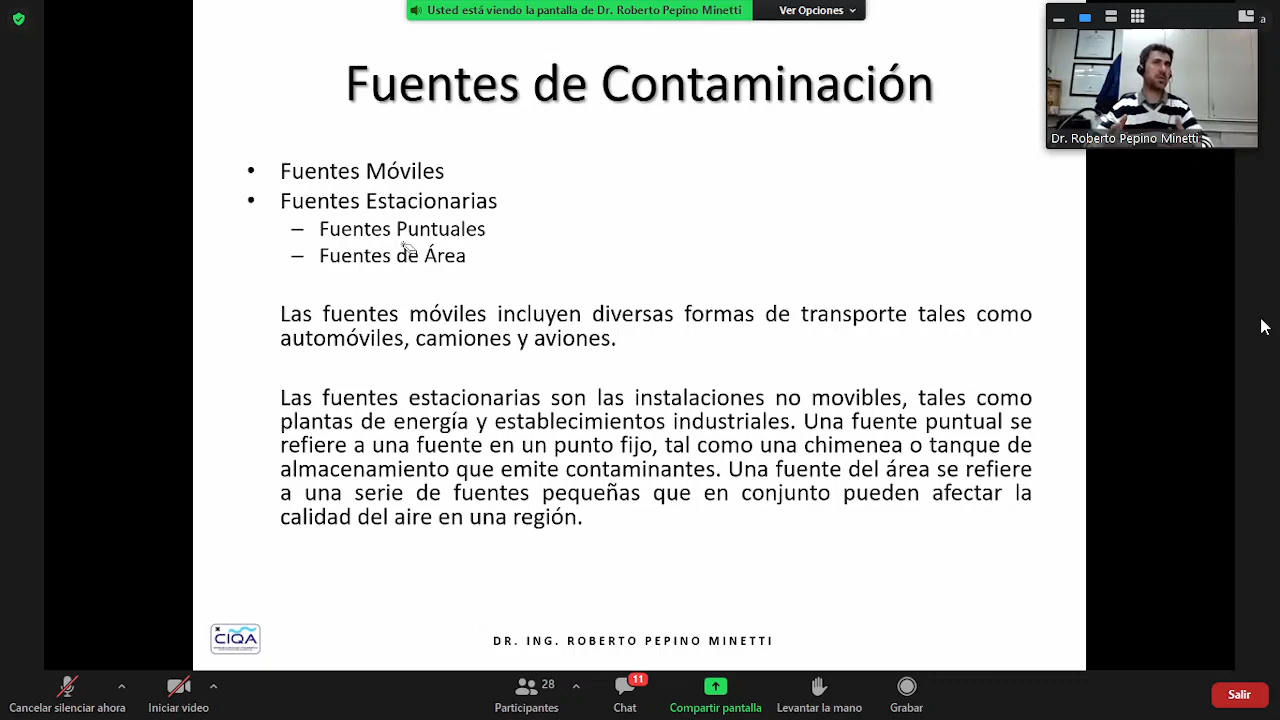 Usted está viendo la pantalla de Dr. Roberto Pepino Minetti
Ver Opciones
Fuentes de Contaminación
Dr. Roberto Pepino Minetti
• Fuentes Móviles
• Fuentes Estacionarias
– Fuentes Puntuales
– Fuentes de Área
Las fuentes móviles incluyen diversas formas de transporte tales como
automóviles, camiones y aviones.
Las fuentes estacionarias son las instalaciones no movibles, tales como
plantas de energía y establecimientos industriales. Una fuente puntual se
refiere a una fuente en un punto fijo, tal como una chimenea o tanque de
almacenamiento que emite contaminantes. Una fuente del área se refiere
a una serie de fuentes pequeñas que en conjunto pueden afectar la
calidad del aire en una región.
CIQA
DR. ING. ROBERTO PEPINO MINETTI
Cancelar silenciar ahora
Iniciar video
28
Participantes
11
Chat
Compartir pantalla
Levantar la mano
Grabar
Salir